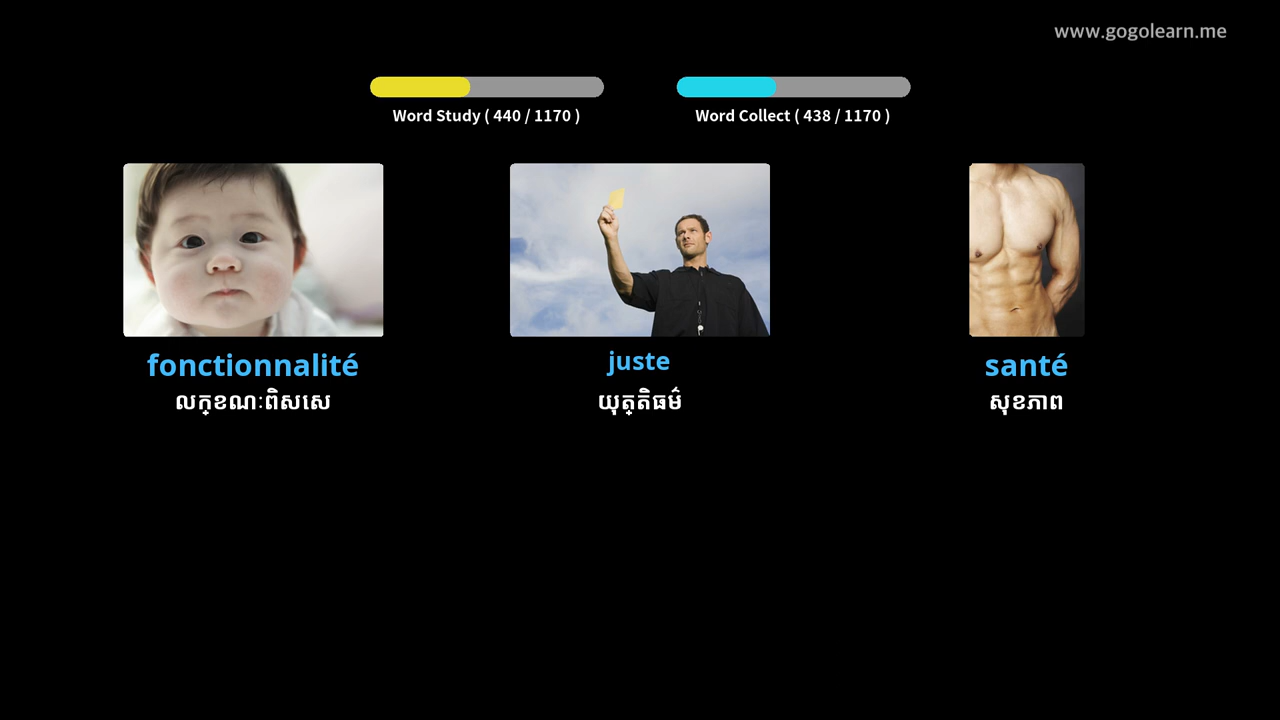 www.gogolearn.me
Word Study ( 440 / 1170 )
Word Collect ( 438 / 1170 )
fonctionnalité
juste
santé
លក្ខណៈពិសេស
យុត្តិធម៌
សុខភាព